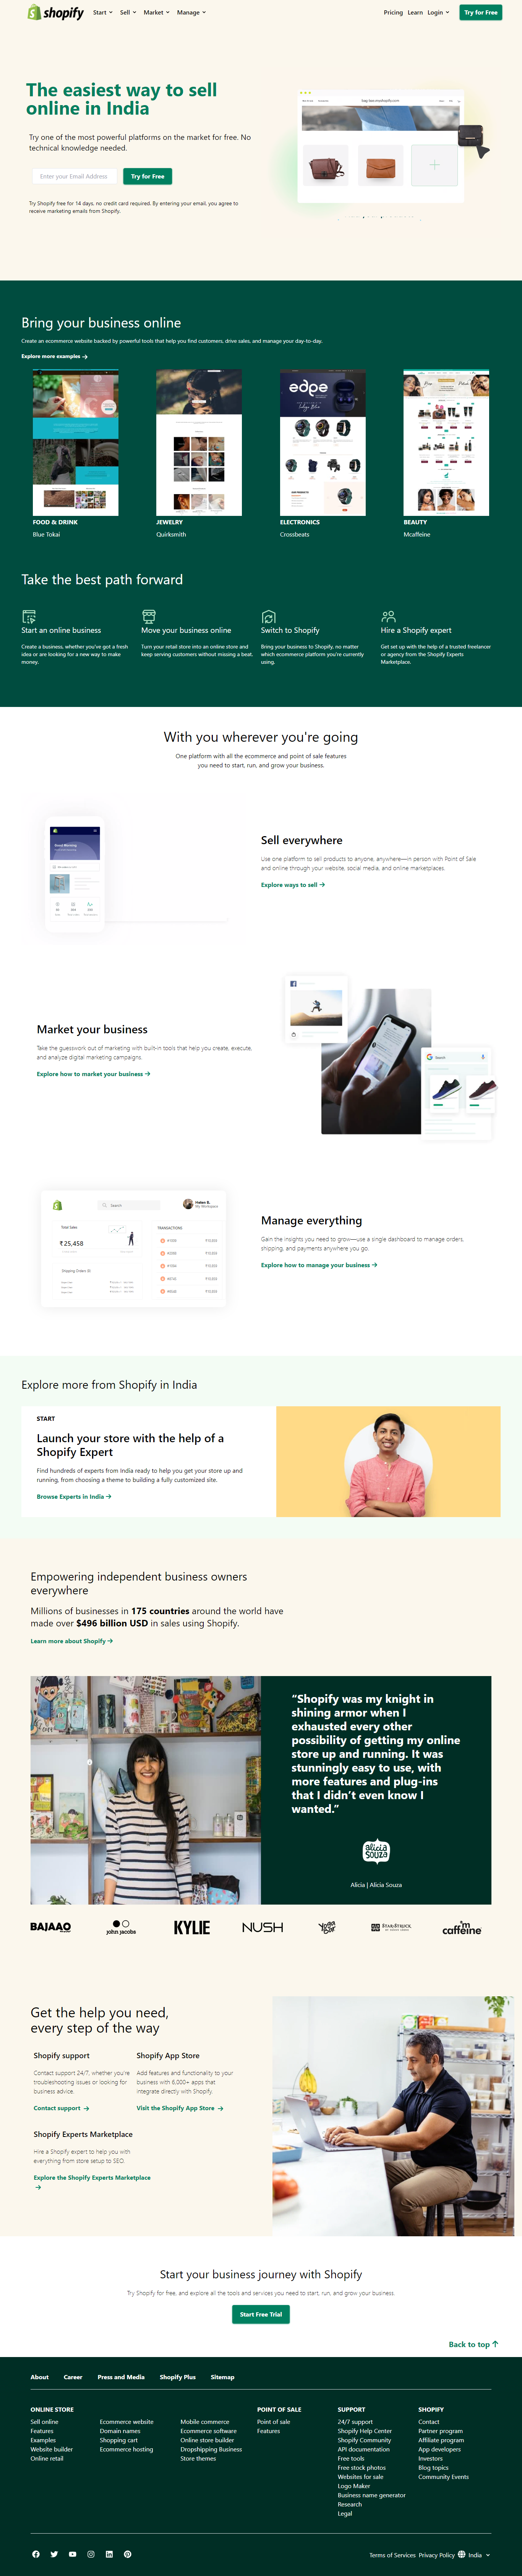 shopify
Start Sell Market Manage
Pricing Learn Login Try for Free
The easiest way to sell
online in India
Try one of the most powerful platforms on the market for free. No
technical knowledge needed.
Enter your Email Address Try for Free
Try Shopify free for 14 days, no credit card required. By entering your email, you agree to
receive marketing emails from Shopify.
Bring your business online
Create an ecommerce website backed by powerful tools that help you find customers, drive sales, and manage your day-to-day.
Explore more examples
edge
FOOD & DRINK
Blue Tokai
JEWELRY
Quirksmith
ELECTRONICS
Crossbeats
BEAUTY
Mcaffeine
Take the best path forward
Start an online business
Create a business, whether you've got a fresh
idea or are looking for a new way to make
money.
Move your business online
Turn your retail store into an online store and
keep serving customers without missing a beat.
Switch to Shopify
Bring your business to Shopify, no matter
which ecommerce platform you're currently
using.
Hire a Shopify expert
Get set up with the help of a trusted freelancer
or agency from the Shopify Experts
Marketplace.
With you wherever you're going
One platform with all the ecommerce and point of sale features
you need to start, run, and grow your business.
Good Morning
Sell everywhere
Use one platform to sell products to anyone, anywhere—in person with Point of Sale
and online through your website, social media, and online marketplaces.
Explore ways to sell
Market your business
Take the guesswork out of marketing with built-in tools that help you create, execute,
and analyze digital marketing campaigns.
Explore how to market your business
Search
Search
Helen B.
My Workspace
Total Sales
₹25,458
Shipping Orders
TRANSACTIONS
Manage everything
Gain the insights you need to grow—use a single dashboard to manage orders,
shipping, and payments anywhere you go.
Explore how to manage your business
Explore more from Shopify in India
START
Launch your store with the help of a
Shopify Expert
Find hundreds of experts from India ready to help you get your store up and
running, from choosing a theme to building a fully customized site.
Browse Experts in India
Empowering independent business owners
everywhere
Millions of businesses in 175 countries around the world have
made over $496 billion USD in sales using Shopify.
Learn more about Shopify
“Shopify was my knight in
shining armor when I
exhausted every other
possibility of getting my online
store up and running. It was
stunningly easy to use, with
more features and plug-ins
that I didn’t even know I
wanted.”
alicia
souza
Alicia | Alicia Souza
BAJAAO
john jacobs
KYLIE
NUSH
STAR STRUCK
I'm
caffeine
Get the help you need,
every step of the way
Shopify support
Contact support 24/7, whether you're
troubleshooting issues or looking for
business advice.
Contact support
Shopify App Store
Add features and functionality to your
business with 6,000+ apps that
integrate directly with Shopify.
Visit the Shopify App Store
Shopify Experts Marketplace
Hire a Shopify expert to help you with
everything from store setup to SEO.
Explore the Shopify Experts Marketplace
Start your business journey with Shopify
Try Shopify for free, and explore all the tools and services you need to start, run, and grow your business.
Start Free Trial
Back to top
About Career Press and Media Shopify Plus Sitemap
ONLINE STORE
Sell online
Features
Examples
Website builder
Online retail
Ecommerce website
Domain names
Shopping cart
Ecommerce hosting
Mobile commerce
Ecommerce software
Online store builder
Dropshipping Business
Store themes
POINT OF SALE
Point of sale
Features
SUPPORT
24/7 support
Shopify Help Center
Shopify Community
API documentation
Free tools
Free stock photos
Websites for sale
Logo Maker
Business name generator
Research
Legal
SHOPIFY
Contact
Partner program
Affiliate program
App developers
Investors
Blog topics
Community Events
Terms of Services Privacy Policy India